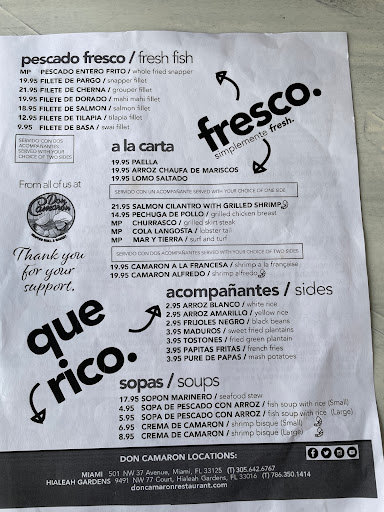 pescado fresco / fresh fish
MP PESCADO ENTERO FRITO / whole fried snapper
19.95 FILETE DE PARGO / snapper fillet
21.95 FILETE DE CHERNA / grouper fillet
19.95 FILETE DE DORADO / mahi mahi fillet
18.95 FILETE DE SALMON / salmon fillet
12.95 FILETE DE TILAPIA / tilapia fillet
9.95 FILETE DE BASA / swai fillet
SERVIDO CON DOS
ACOMPAÑANTES
SERVED WITH YOUR
CHOICE OF TWO SIDES
fresco.
simplemente fresh.
a la carta
19.95 PAELLA
19.95 ARROZ CHAUFA DE MARISCOS
19.95 LOMO SALTADO
SERVIDO CON UN ACOMPAÑANTE SERVED WITH YOUR CHOICE OF ONE SIDE
21.95 SALMON CILANTRO WITH GRILLED SHRIMP
14.95 PECHUGA DE POLLO / grilled chicken breast
MP CHURRASCO / grilled skirt steak
MP COLA LANGOSTA / lobster tail
MP MAR Y TIERRA / surf and turf
SERVIDO CON DOS ACOMPAÑANTES SERVED WITH YOUR CHOICE OF TWO SIDES
19.95 CAMARON A LA FRANCESA / shrimp a la française
19.95 CAMARON ALFREDO / shrimp alfredo
From all of us at
Don
Camaron
Thank you
for your
support.
acompañantes / sides
2.95 ARROZ BLANCO / white rice
2.95 ARROZ AMARILLO / yellow rice
2.95 FRIJOLES NEGRO / black beans
3.95 MADUROS / sweet fried plantains
3.95 TOSTONES / fried green plantain
3.95 PAPITAS FRITAS / french fries
3.95 PURE DE PAPAS / mash potatoes
que
rico.
sopas / soups
17.95 SOPON MARINERO / seafood stew
4.95 SOPA DE PESCADO CON ARROZ / fish soup with rice (Small)
5.95 SOPA DE PESCADO CON ARROZ / fish soup with rice (Large)
6.95 CREMA DE CAMARON / shrimp bisque (Small)
8.95 CREMA DE CAMARON / shrimp bisque (Large)
DON CAMARON LOCATIONS
MIAMI 501 NW 37 Avenue, Miami, FL 33125 (T) 305.642.6767
HIALEAH GARDENS 9491 NW 77 Court, Hialeah Gardens, FL 33016 (T) 786.350.1414
doncamaronrestaurant.com